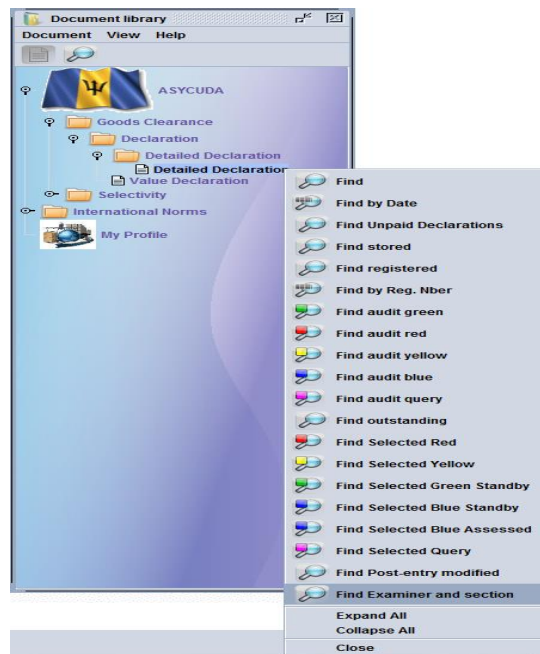 Document library
Document View Help
ASYCUDA
Goods Clearance
Declaration
Detailed Declaration
Detailed Declaration
Value Declaration
Selectivity
International Norms
My Profile
Find
Find by Date
Find Unpaid Declarations
Find stored
Find registered
Find by Reg. Nber
Find audit green
Find audit red
Find audit yellow
Find audit blue
Find audit query
Find outstanding
Find Selected Red
Find Selected Yellow
Find Selected Green Standby
Find Selected Blue Standby
Find Selected Blue Assessed
Find Selected Query
Find Post-entry modified
Find Examiner and section
Expand All
Collapse All
Close